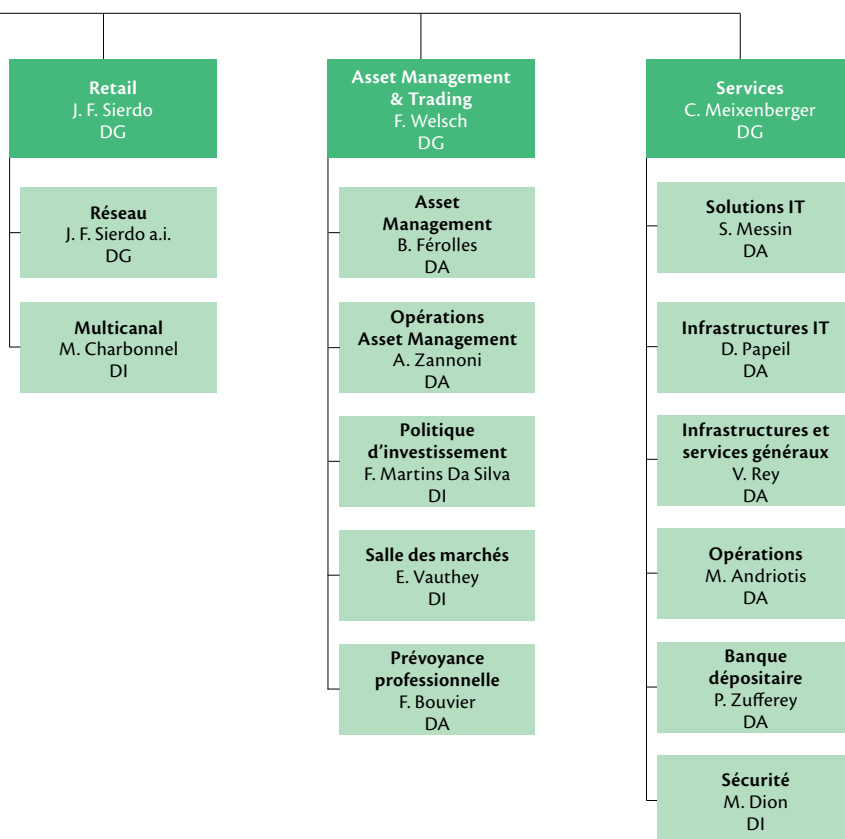 Retail
J. F. Sierdo
DG
Réseau
J. F. Sierdo a.i.
DG
Multicanal
M. Charbonnel
DI
Asset Management
& Trading
F. Welsch
DG
Asset
Management
B. Férolles
DA
Opérations
Asset Management
A. Zannoni
DA
Politique
d’investissement
F. Martins Da Silva
DI
Salle des marchés
E. Vauthey
DI
Prévoyance
professionnelle
F. Bouvier
DA
Services
C. Meixenberger
DG
Solutions IT
S. Messin
DA
Infrastructures IT
D. Papeil
DA
Infrastructures et
services généraux
V. Rey
DA
Opérations
M. Andriotis
DA
Banque
dépositaire
P. Zufferey
DA
Sécurité
M. Dion
DI